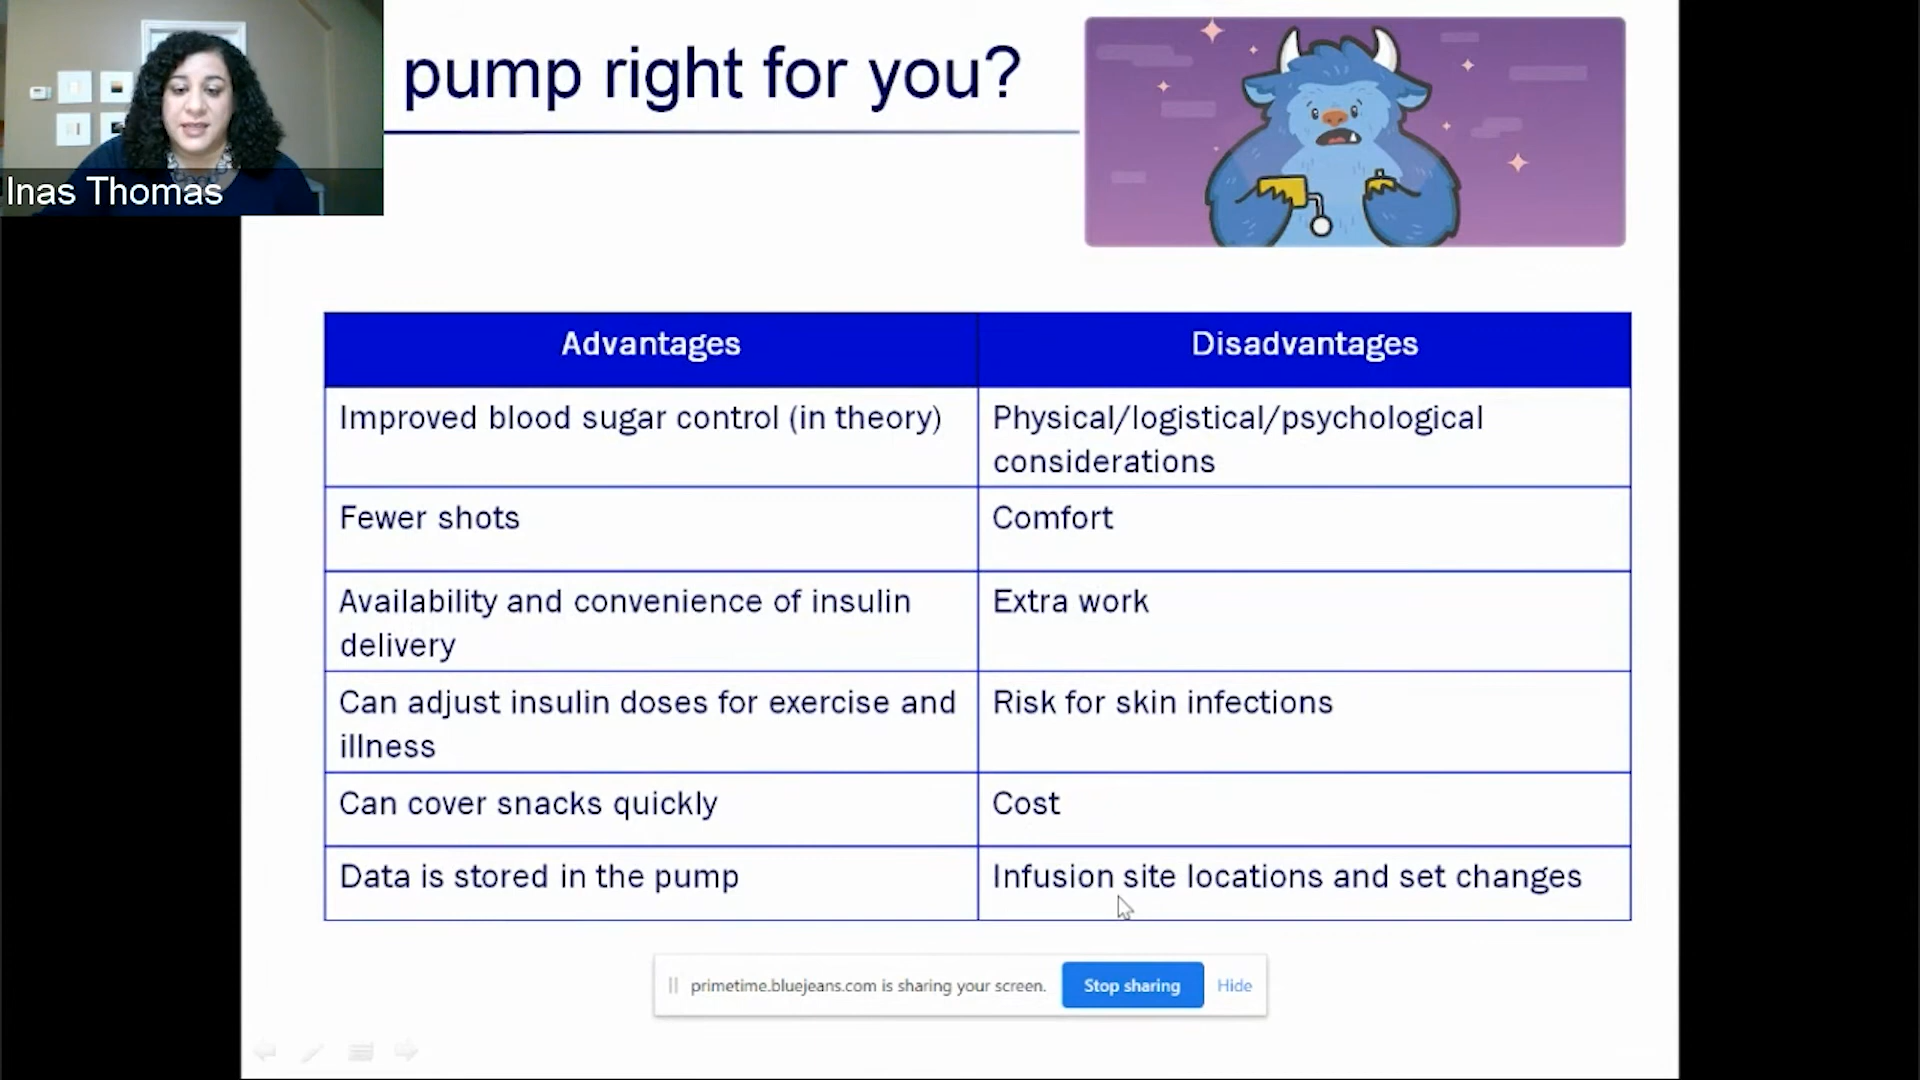 pump right for you?
Inas Thomas
Advantages
Disadvantages
Improved blood sugar control (in theory)
Physical/logistical/psychological
considerations
Fewer shots
Comfort
Availability and convenience of insulin
delivery
Extra work
Can adjust insulin doses for exercise and
illness
Risk for skin infections
Can cover snacks quickly
Cost
Data is stored in the pump
Infusion site locations and set changes
primetime.bluejeans.com is sharing your screen.
Stop sharing
Hide